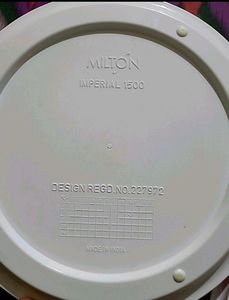 MILTON
IMPERIAL 1500
DESIGN REGD.NO.227972
MADE IN INDIA